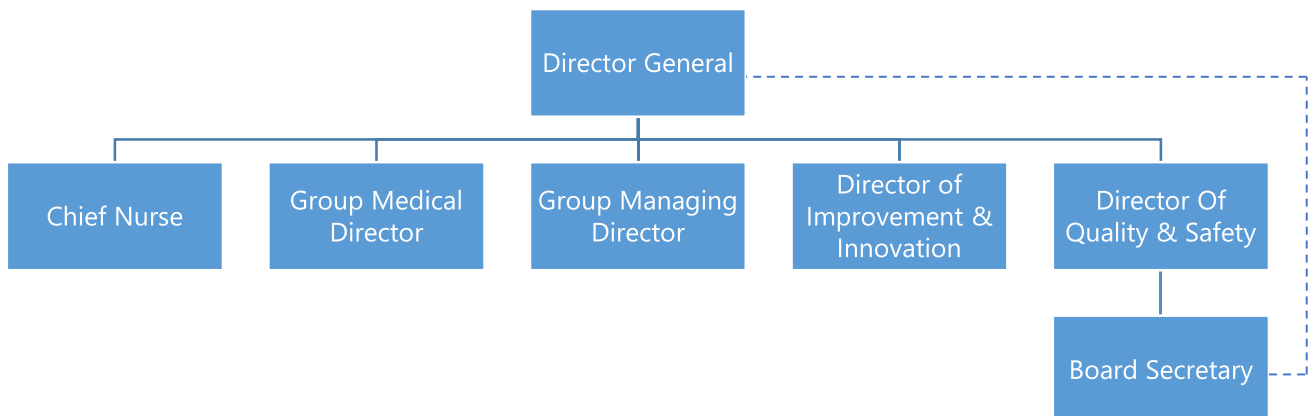 Director General
Chief Nurse
Group Medical
Director
Group Managing
Director
Director of
Improvement &
Innovation
Director Of
Quality & Safety
Board Secretary